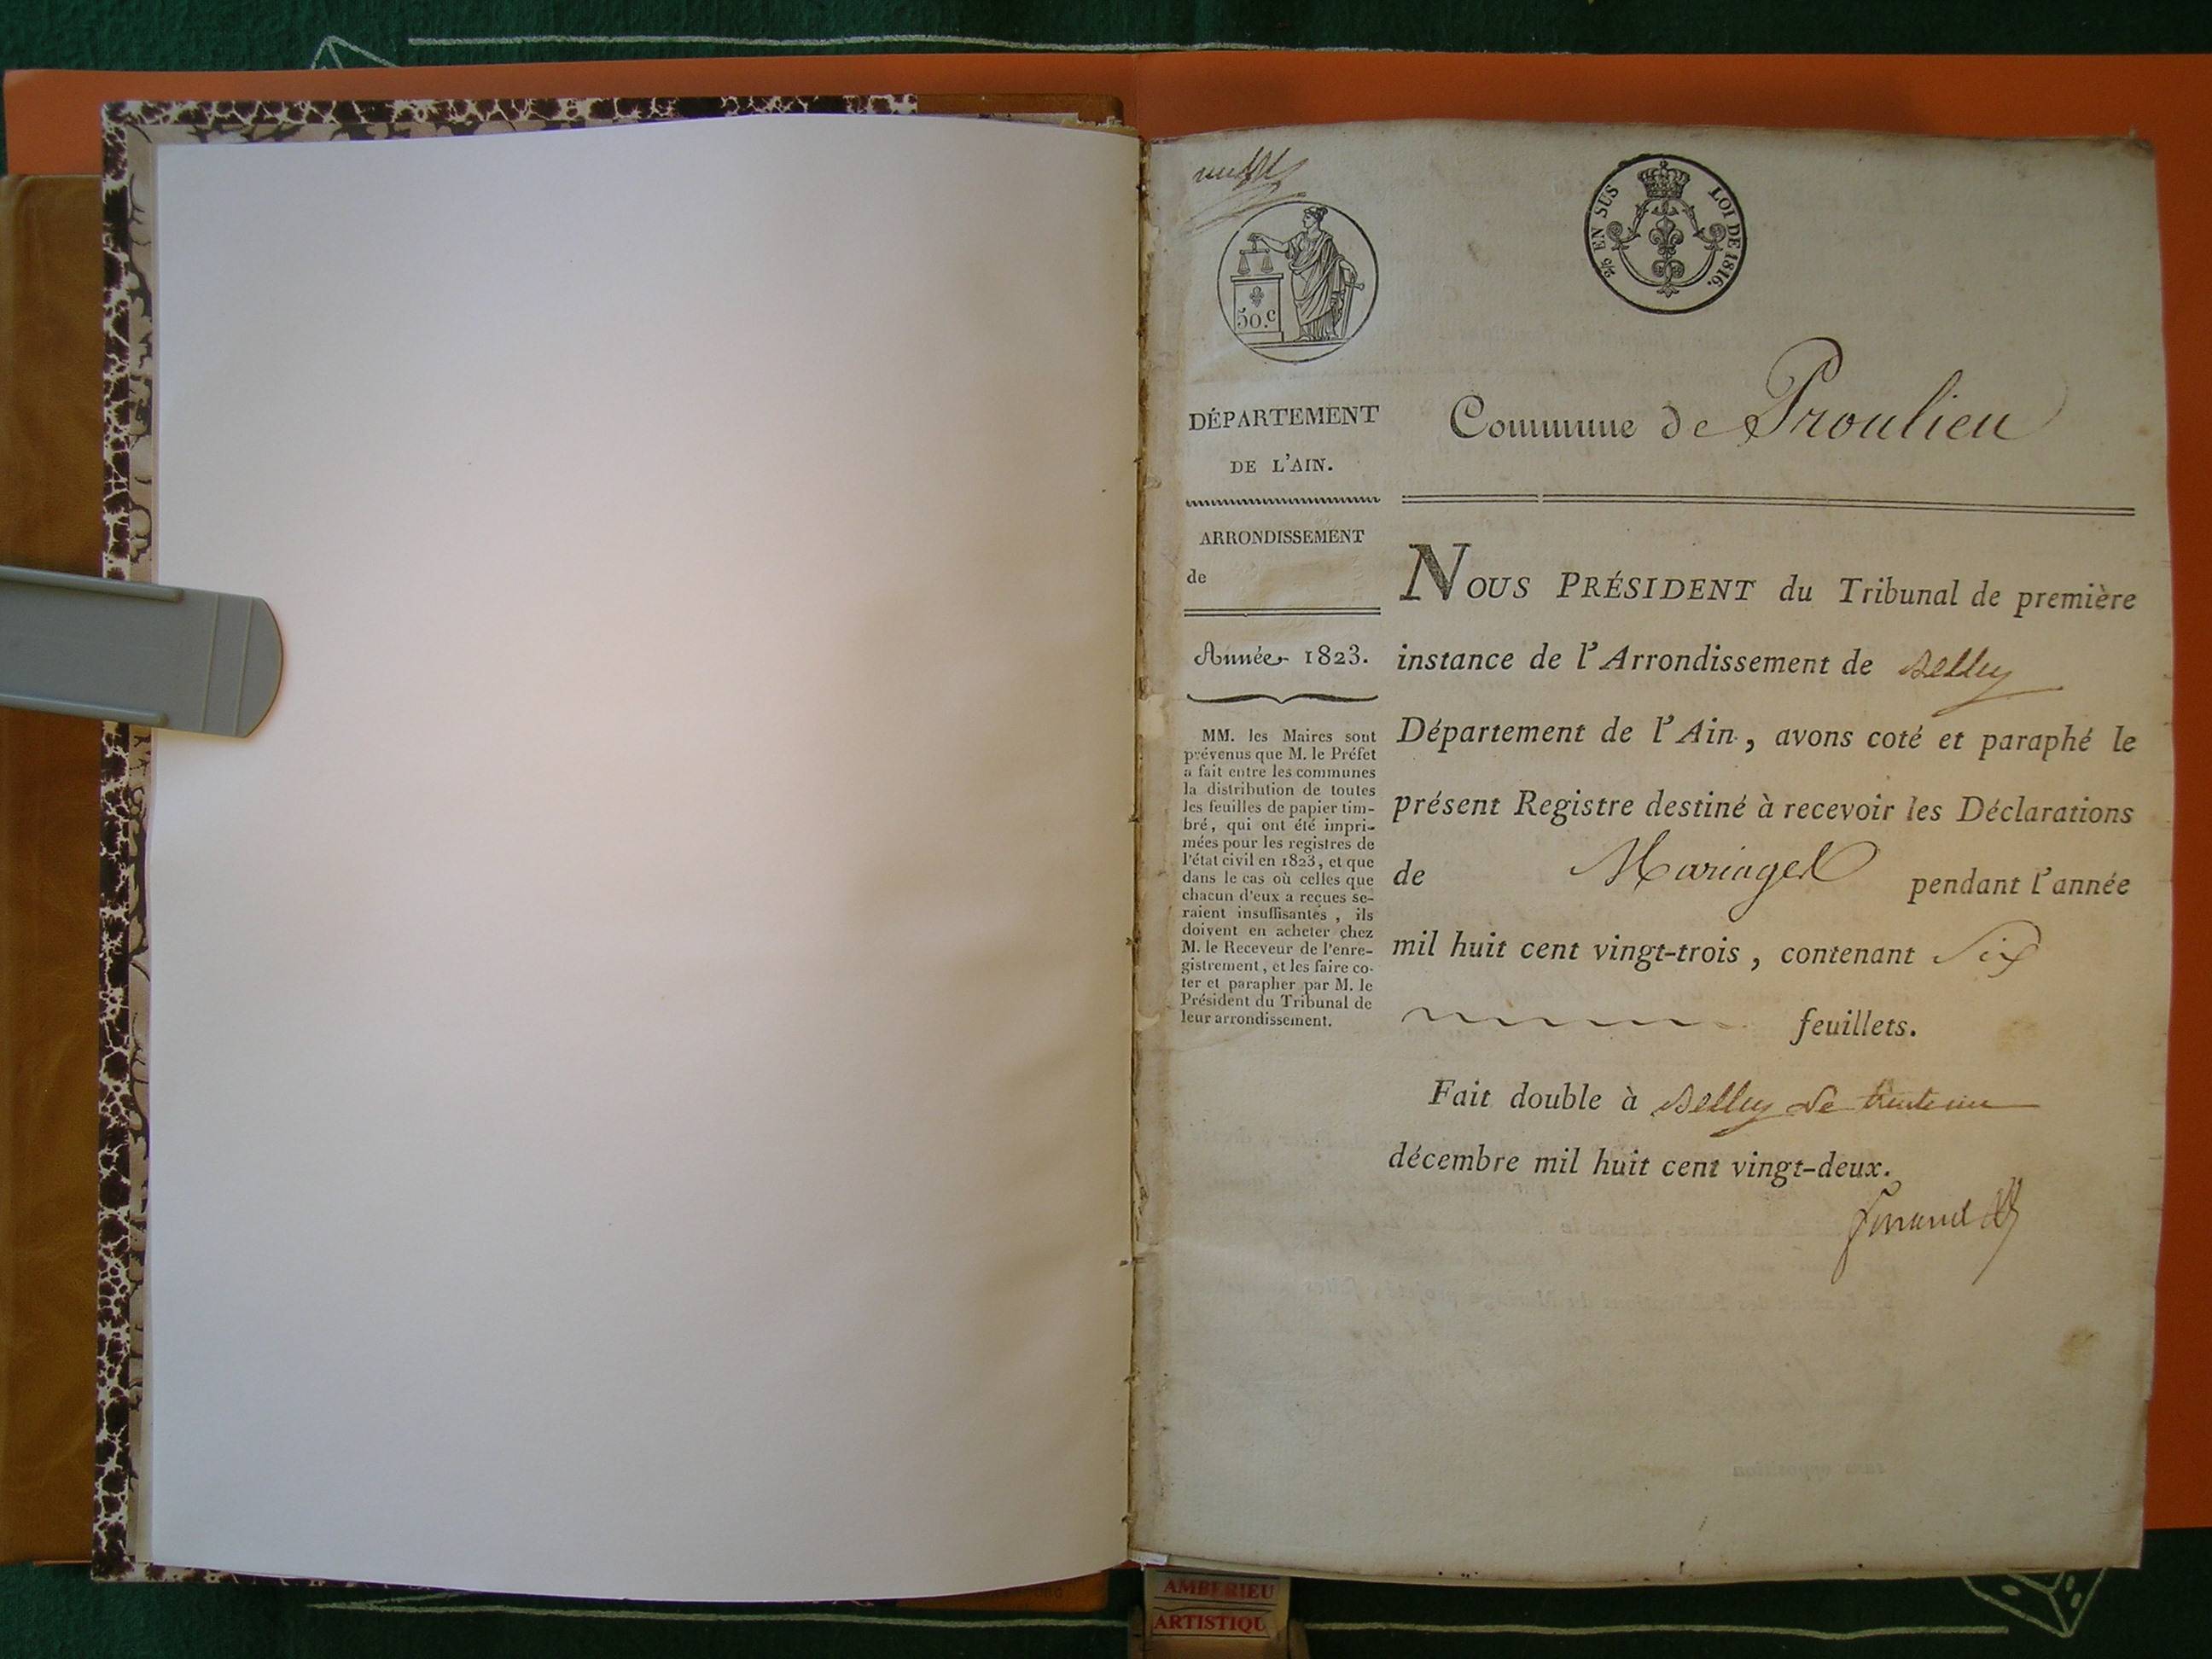 50.c
2/5 EN SUS LOI DE 1816.
DÉPARTEMENT
DE L'AIN.
ARRONDISSEMENT
de
Année 1823.
MM. les Maires sont
prévenus que M. le Préfet
a fait entre les communes
la distribution de toutes
les feuilles de papier tim-
bré, qui ont été impri-
mées pour les registres de
l'état civil en 1823, et que
dans le cas où celles que
chacun d'eux a reçues se-
raient insuffisantes, ils
doivent en acheter chez
M. le Receveur de l'enre-
gistrement, et les faire co-
ter et parapher par M. le
Président du Tribunal de
leur arrondissement.
Commune de Proulieu
NOUS PRÉSIDENT du Tribunal de première
instance de l'Arrondissement de Belley
Département de l'Ain, avons coté et paraphé le
présent Registre destiné à recevoir les Déclarations
de Mariages pendant l'année
mil huit cent vingt-trois, contenant Six
feuillets.
Fait double à Belley le trente un
décembre mil huit cent vingt-deux.
AMBERIEU
ARTISTIQU